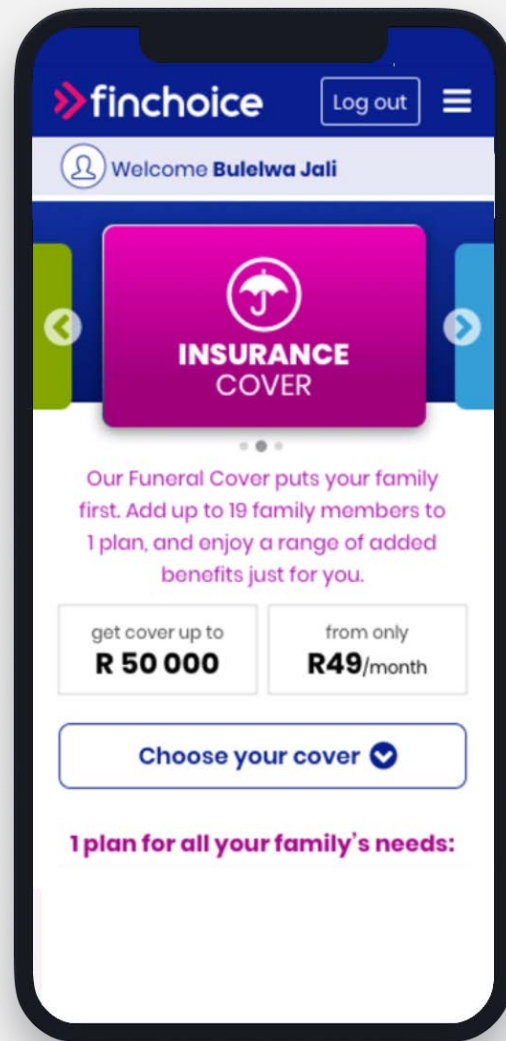 finchoice
Log out
Welcome Bulelwa Jali
INSURANCE
COVER
Our Funeral Cover puts your family
first. Add up to 19 family members to
1 plan, and enjoy a range of added
benefits just for you.
get cover up to
R 50 000
from only
R49/month
Choose your cover
1 plan for all your family's needs: